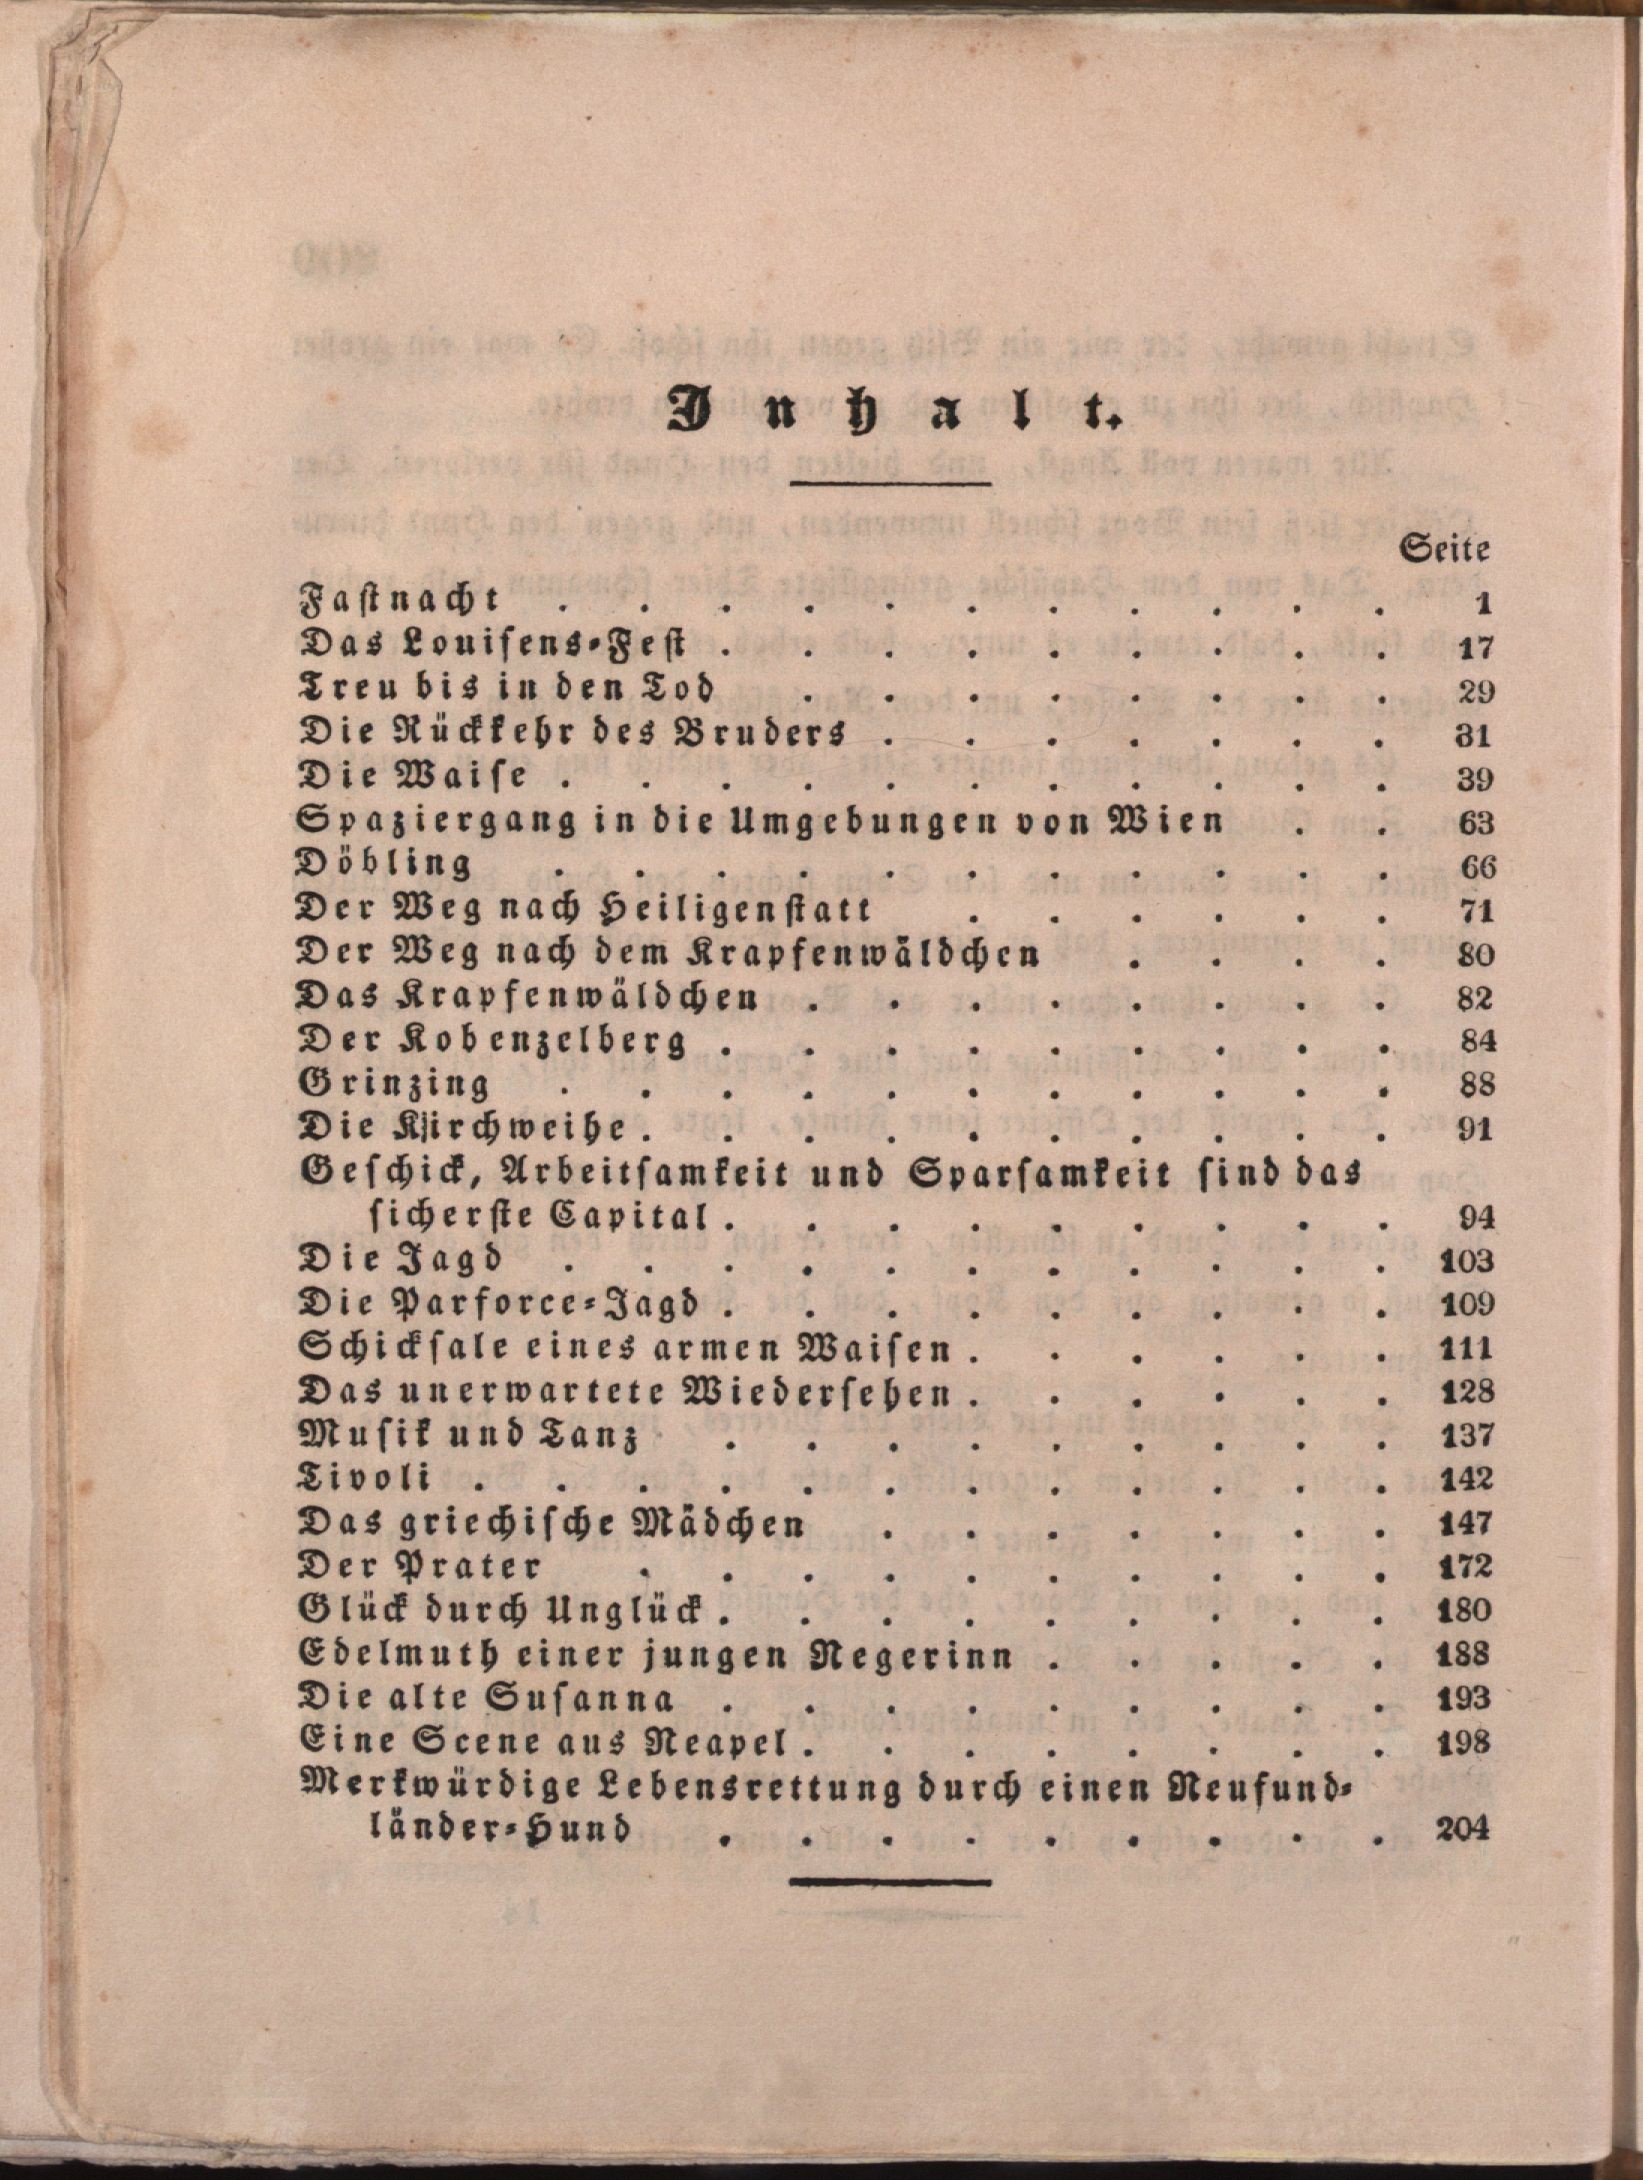 Inhalt.
Seite
Fastnacht . . . . . . . . . . . 1
Das Louisens-Fest . . . . . . . . . 17
Treu bis in den Tod . . . . . . . . 29
Die Rückkehr des Bruders . . . . . . . 31
Die Waise . . . . . . . . . . . 39
Spaziergang in die Umgebungen von Wien . . 63
Döbling . . . . . . . . . . . 66
Der Weg nach Heiligenstatt . . . . . . 71
Der Weg nach dem Krapfenwäldchen . . . . 80
Das Krapfenwäldchen . . . . . . . . 82
Der Kobenzelberg . . . . . . . . . 84
Grinzing . . . . . . . . . . . 88
Die Kirchweihe . . . . . . . . . . 91
Geschick, Arbeitsamkeit und Sparsamkeit sind das
sicherste Capital . . . . . . . . . 94
Die Jagd . . . . . . . . . . . 103
Die Parforce-Jagd . . . . . . . . . 109
Schicksale eines armen Waisen . . . . . . 111
Das unerwartete Wiedersehen . . . . . . 128
Musik und Tanz . . . . . . . . . 137
Tivoli . . . . . . . . . . . . 142
Das griechische Mädchen . . . . . . . 147
Der Prater . . . . . . . . . . 172
Glück durch Unglück . . . . . . . . . 180
Edelmuth einer jungen Negerinn . . . . . 188
Die alte Susanna . . . . . . . . . 193
Eine Scene aus Neapel . . . . . . . . 198
Merkwürdige Lebensrettung durch einen Neufund-
länder-Hund . . . . . . . . . 204